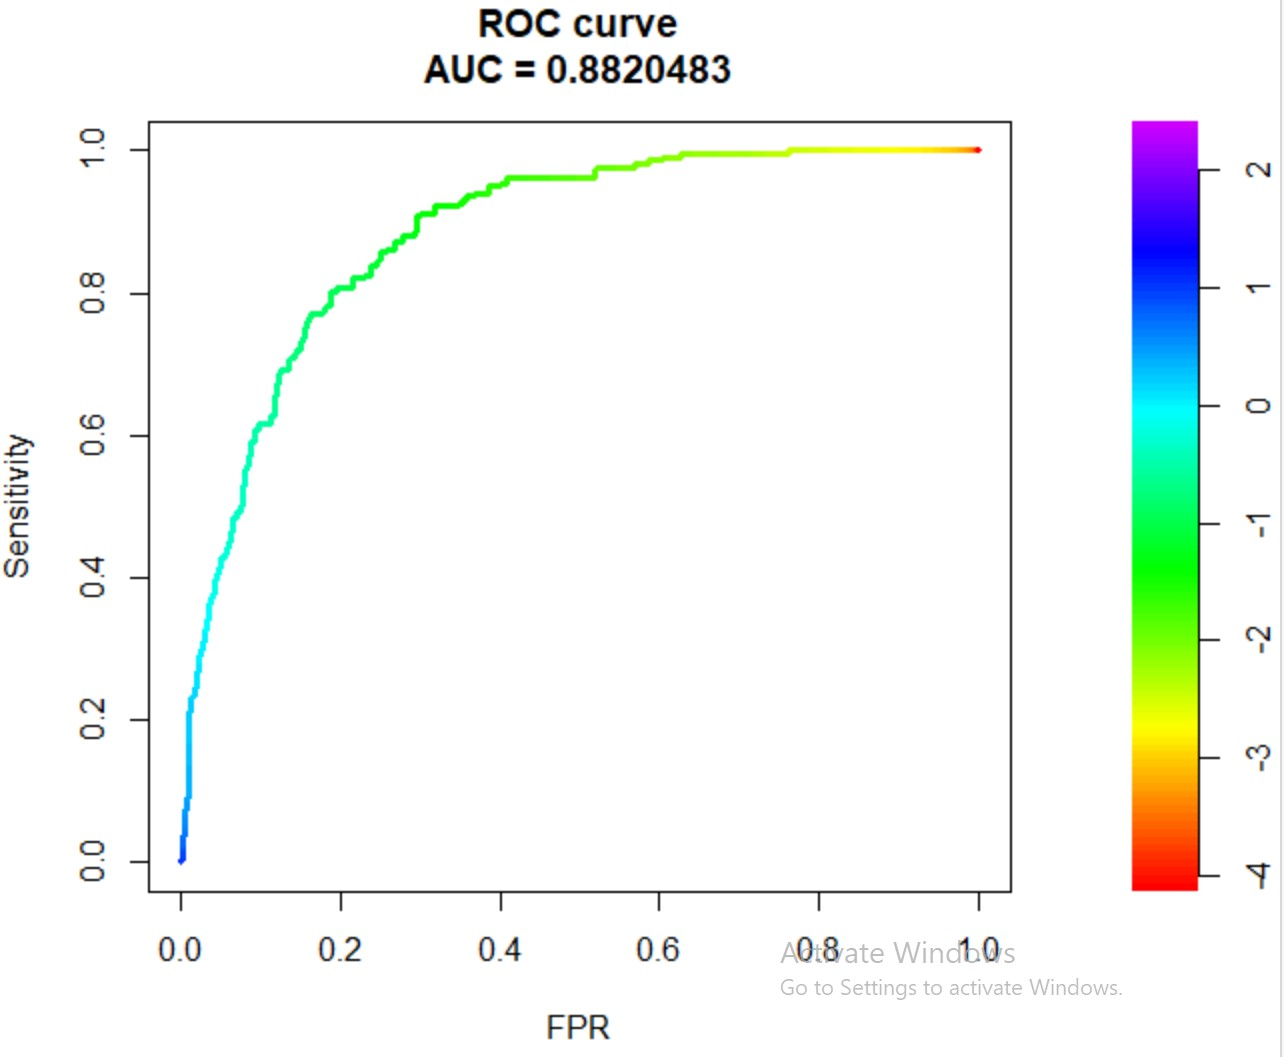 ROC curve
AUC = 0.8820483
Sensitivity
1.0
0.8
0.6
0.4
0.2
0.0
0.0 0.2 0.4 0.6 0.8 1.0
FPR
2
1
0
-1
-2
-3
-4
Activate Windows
Go to Settings to activate Windows.